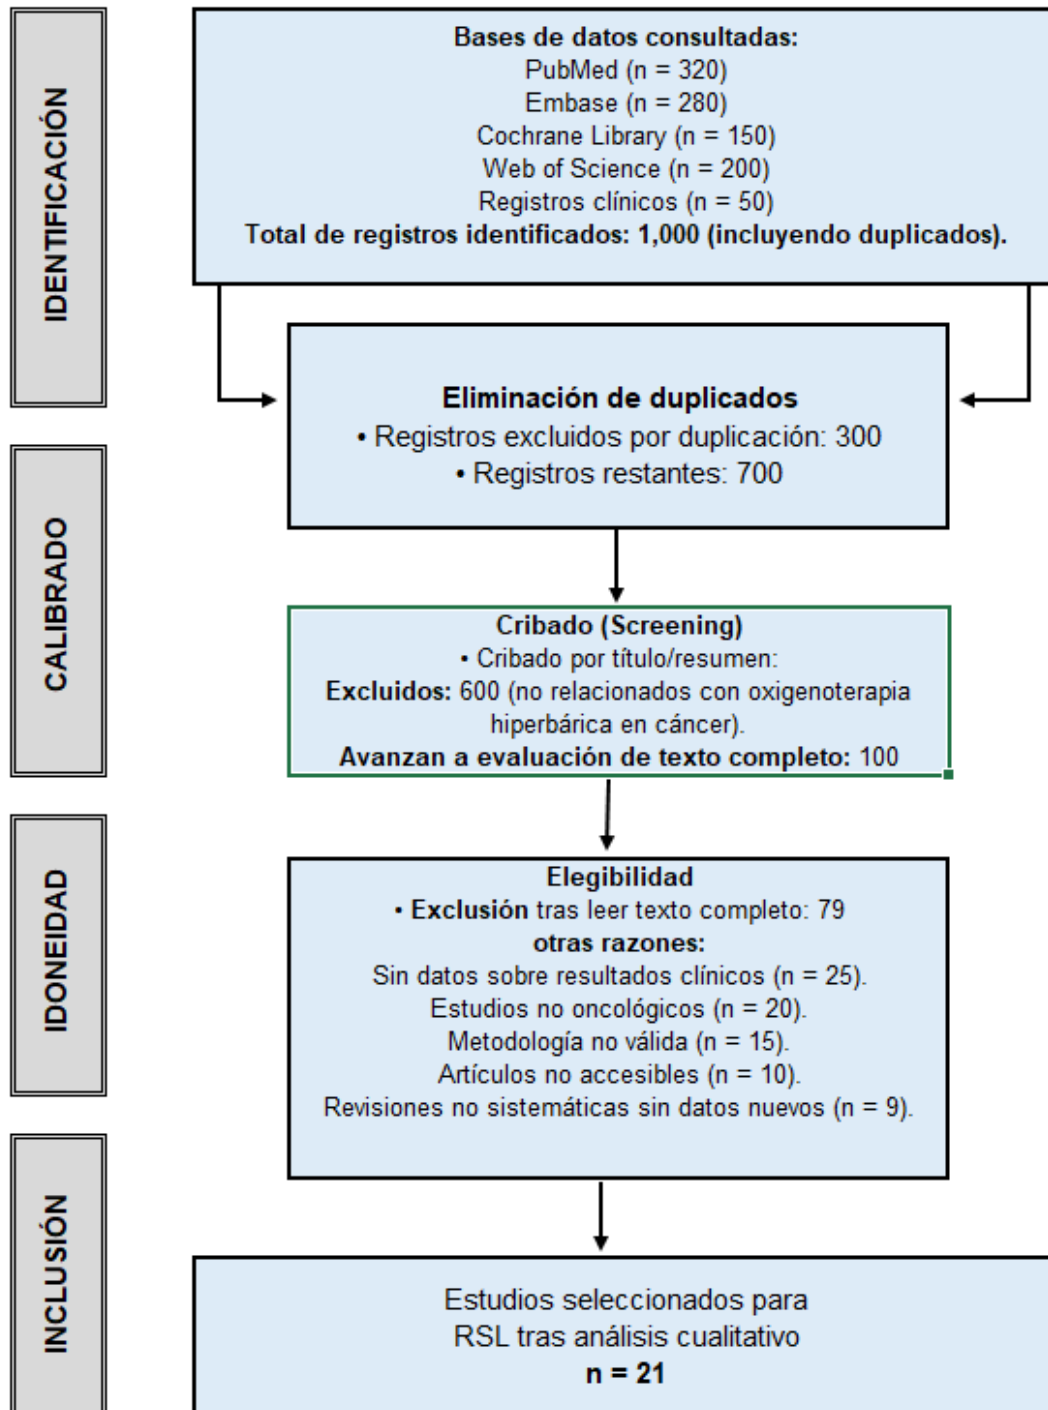 IDENTIFICACIÓN
Bases de datos consultadas:
PubMed (n = 320)
Embase (n = 280)
Cochrane Library (n = 150)
Web of Science (n = 200)
Registros clínicos (n = 50)
Total de registros identificados: 1,000 (incluyendo duplicados).
Eliminación de duplicados
• Registros excluidos por duplicación: 300
• Registros restantes: 700
CALIBRADO
Cribado (Screening)
• Cribado por título/resumen:
Excluidos: 600 (no relacionados con oxigenoterapia
hiperbárica en cáncer).
Avanzan a evaluación de texto completo: 100
IDONEIDAD
Elegibilidad
• Exclusión tras leer texto completo: 79
otras razones:
Sin datos sobre resultados clínicos (n = 25).
Estudios no oncológicos (n = 20).
Metodología no válida (n = 15).
Artículos no accesibles (n = 10).
Revisiones no sistemáticas sin datos nuevos (n = 9).
INCLUSIÓN
Estudios seleccionados para
RSL tras análisis cualitativo
n = 21